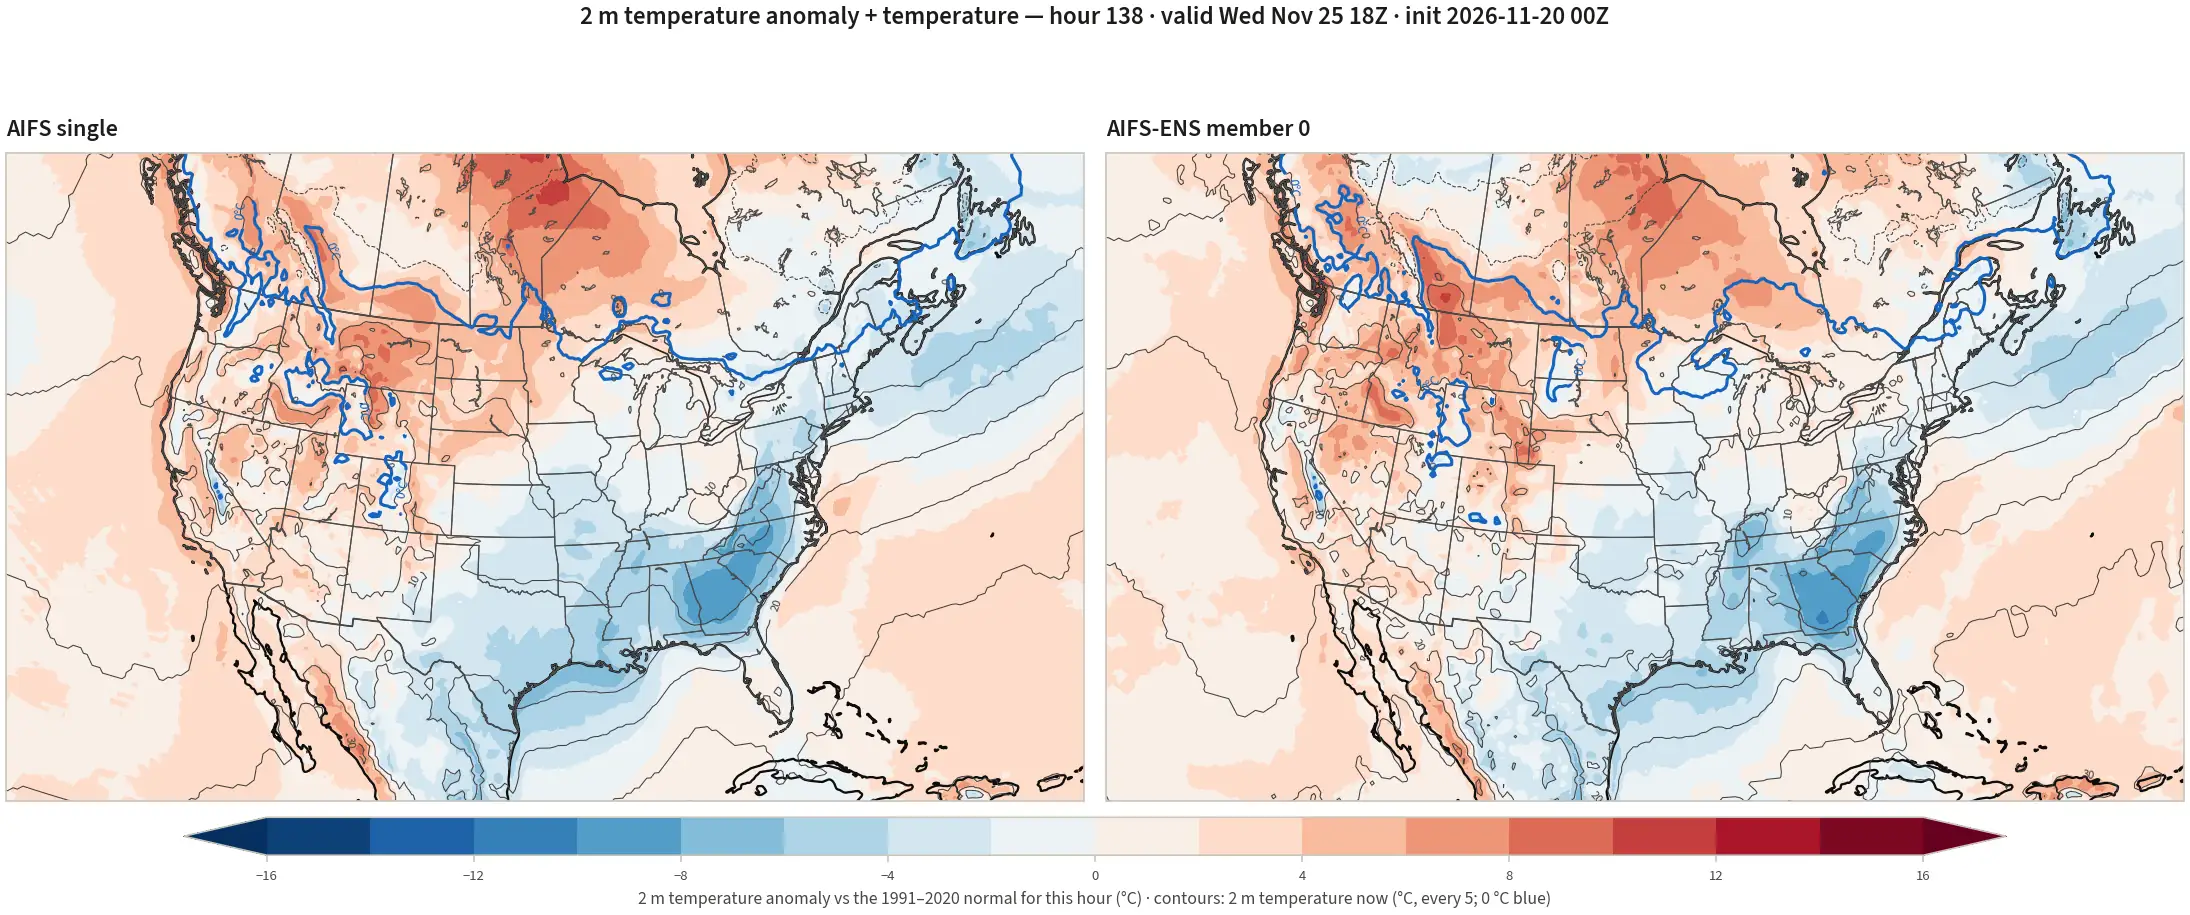 2 m temperature anomaly + temperature — hour 138 · valid Wed Nov 25 18Z · init 2026-11-20 00Z
AIFS single
AIFS-ENS member 0
−16 −12 −8 −4 0 4 8 12 16
2 m temperature anomaly vs the 1991–2020 normal for this hour (°C) · contours: 2 m temperature now (°C, every 5; 0 °C blue)